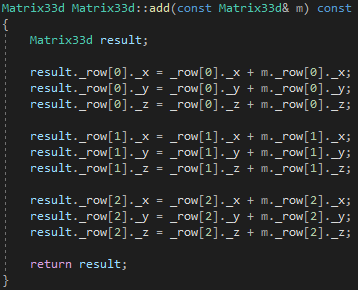 Matrix33d Matrix33d::add(const Matrix33d& m) const
{
Matrix33d result;
result._row[0]._x = _row[0]._x + m._row[0]._x;
result._row[0]._y = _row[0]._y + m._row[0]._y;
result._row[0]._z = _row[0]._z + m._row[0]._z;
result._row[1]._x = _row[1]._x + m._row[1]._x;
result._row[1]._y = _row[1]._y + m._row[1]._y;
result._row[1]._z = _row[1]._z + m._row[1]._z;
result._row[2]._x = _row[2]._x + m._row[2]._x;
result._row[2]._y = _row[2]._y + m._row[2]._y;
result._row[2]._z = _row[2]._z + m._row[2]._z;
return result;
}